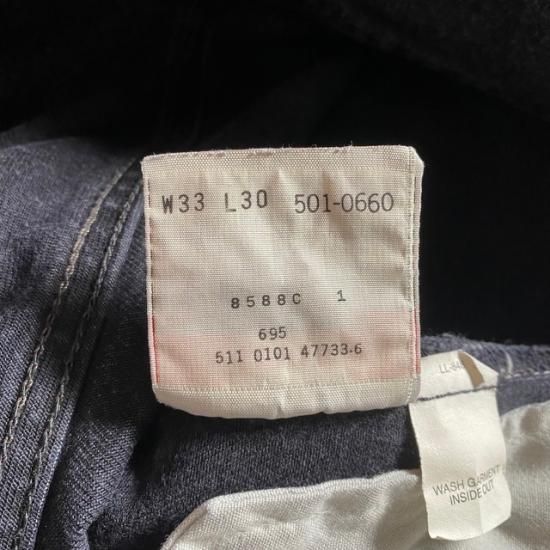 W33 L30 501-0660
8588C 1
695
511 0101 47733.6
WASH GARMENT
INSIDE OUT